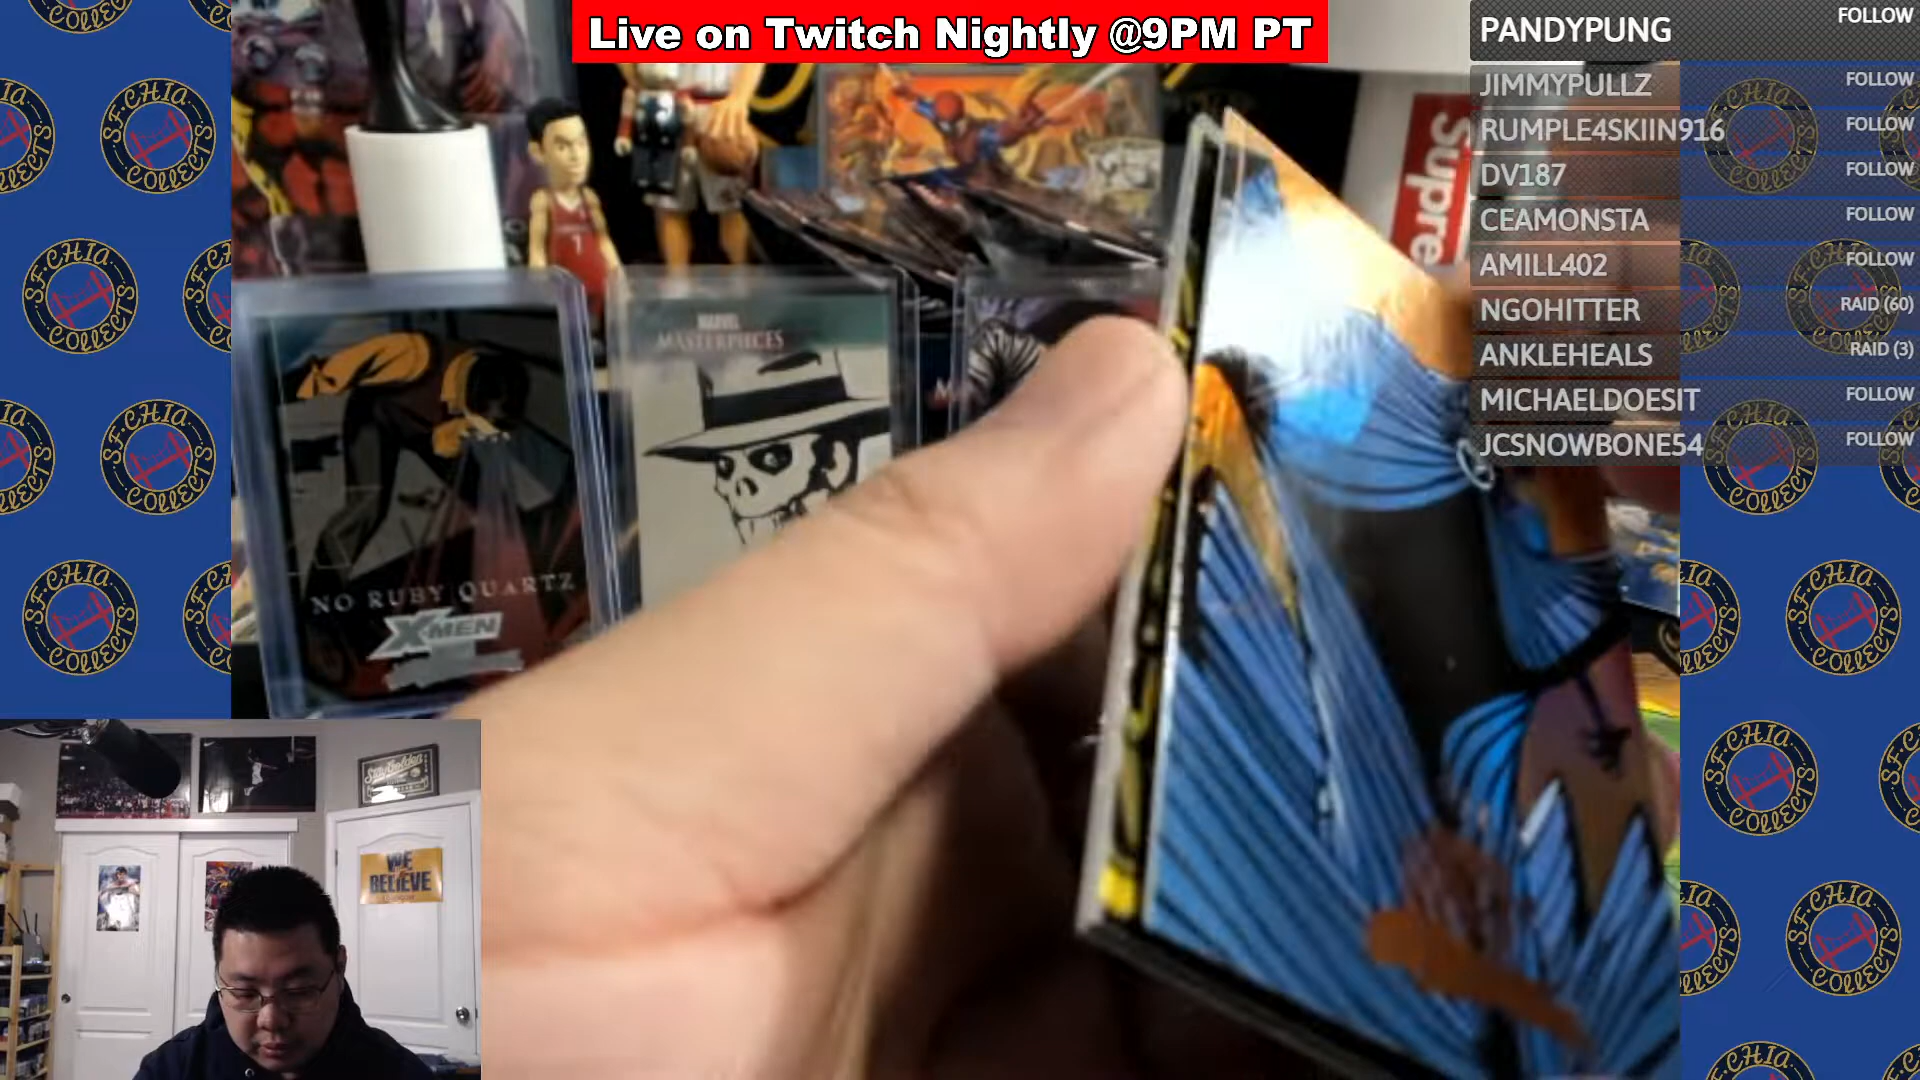 Live on Twitch Nightly @9PM PT
PANDYPUNG FOLLOW
JIMMYPULLZ FOLLOW
RUMPLE4SKIIN916 FOLLOW
DV187 FOLLOW
CEAMONSTA FOLLOW
AMILL402 FOLLOW
NGOHITTER RAID (60)
ANKLEHEALS RAID (3)
MICHAELDOESIT FOLLOW
JCSNOWBONE54 FOLLOW
Supre
MARVEL
MASTERPIECES
1
NO RUBY QUARTZ
X-MEN
WE
BELIEVE
SF.CHIA.
COLLECTS